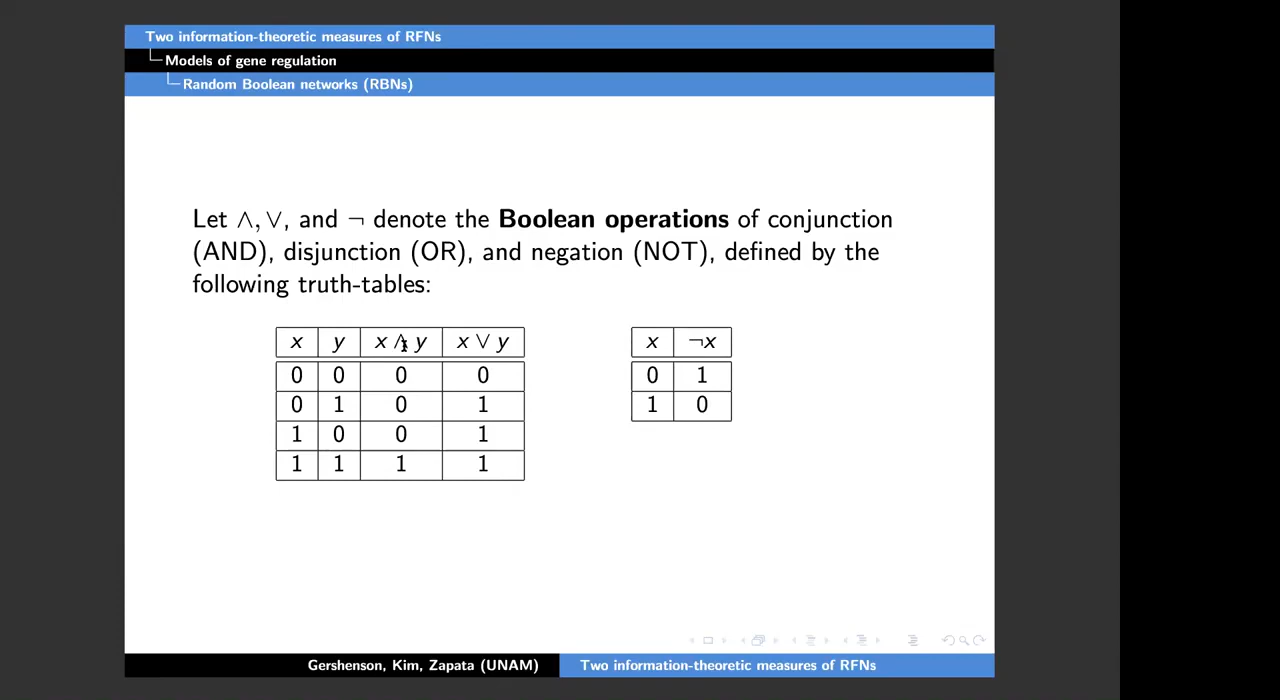 Two information-theoretic measures of RFNs
Models of gene regulation
Random Boolean networks (RBNs)
Let ∧, ∨, and ¬ denote the Boolean operations of conjunction
(AND), disjunction (OR), and negation (NOT), defined by the
following truth-tables:
x y x ∧ y x ∨ y
0 0 0 0
0 1 0 1
1 0 0 1
1 1 1 1
x ¬x
0 1
1 0
Gershenson, Kim, Zapata (UNAM)
Two information-theoretic measures of RFNs